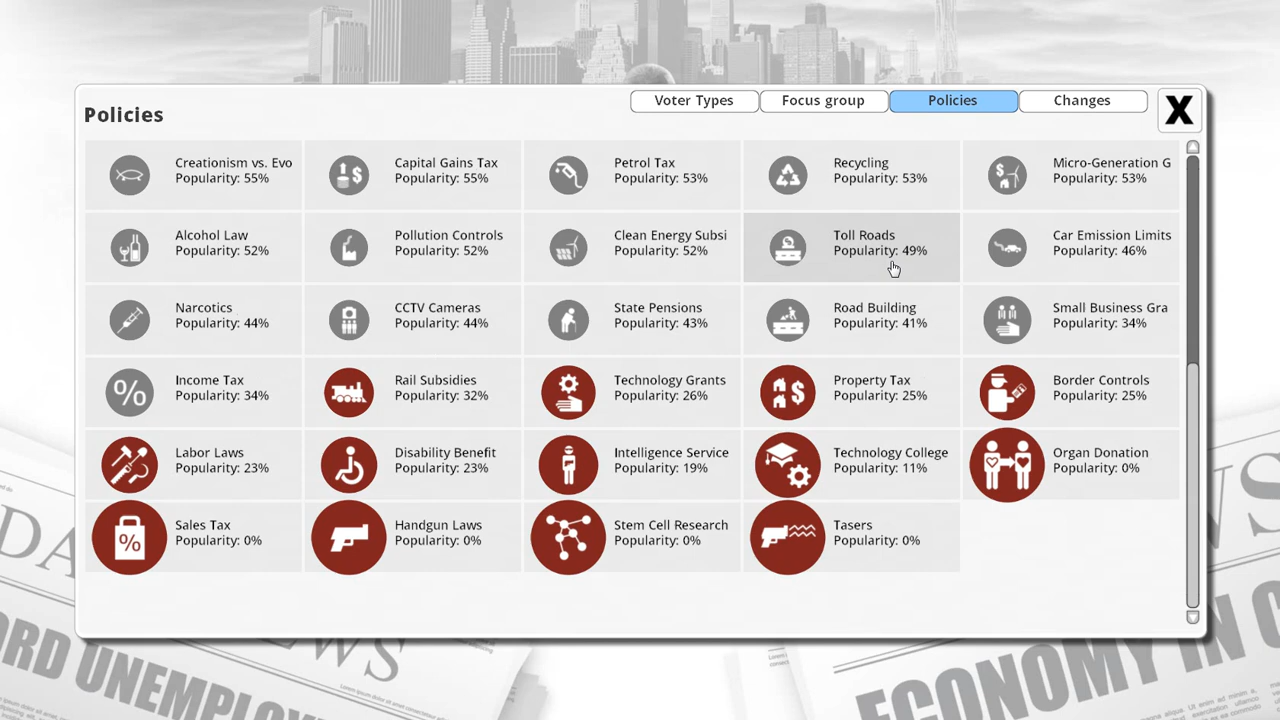 Voter Types
Focus group
Policies
Changes
X
Policies
Creationism vs. Evo
Popularity: 55%
Capital Gains Tax
Popularity: 55%
Petrol Tax
Popularity: 53%
Recycling
Popularity: 53%
Micro-Generation G
Popularity: 53%
Alcohol Law
Popularity: 52%
Pollution Controls
Popularity: 52%
Clean Energy Subsi
Popularity: 52%
Toll Roads
Popularity: 49%
Car Emission Limits
Popularity: 46%
Narcotics
Popularity: 44%
CCTV Cameras
Popularity: 44%
State Pensions
Popularity: 43%
Road Building
Popularity: 41%
Small Business Gra
Popularity: 34%
Income Tax
Popularity: 34%
Rail Subsidies
Popularity: 32%
Technology Grants
Popularity: 26%
Property Tax
Popularity: 25%
Border Controls
Popularity: 25%
Labor Laws
Popularity: 23%
Disability Benefit
Popularity: 23%
Intelligence Service
Popularity: 19%
Technology College
Popularity: 11%
Organ Donation
Popularity: 0%
Sales Tax
Popularity: 0%
Handgun Laws
Popularity: 0%
Stem Cell Research
Popularity: 0%
Tasers
Popularity: 0%
DA
EWS
WS
ORD UNEMPLO
ECONOMY IN C